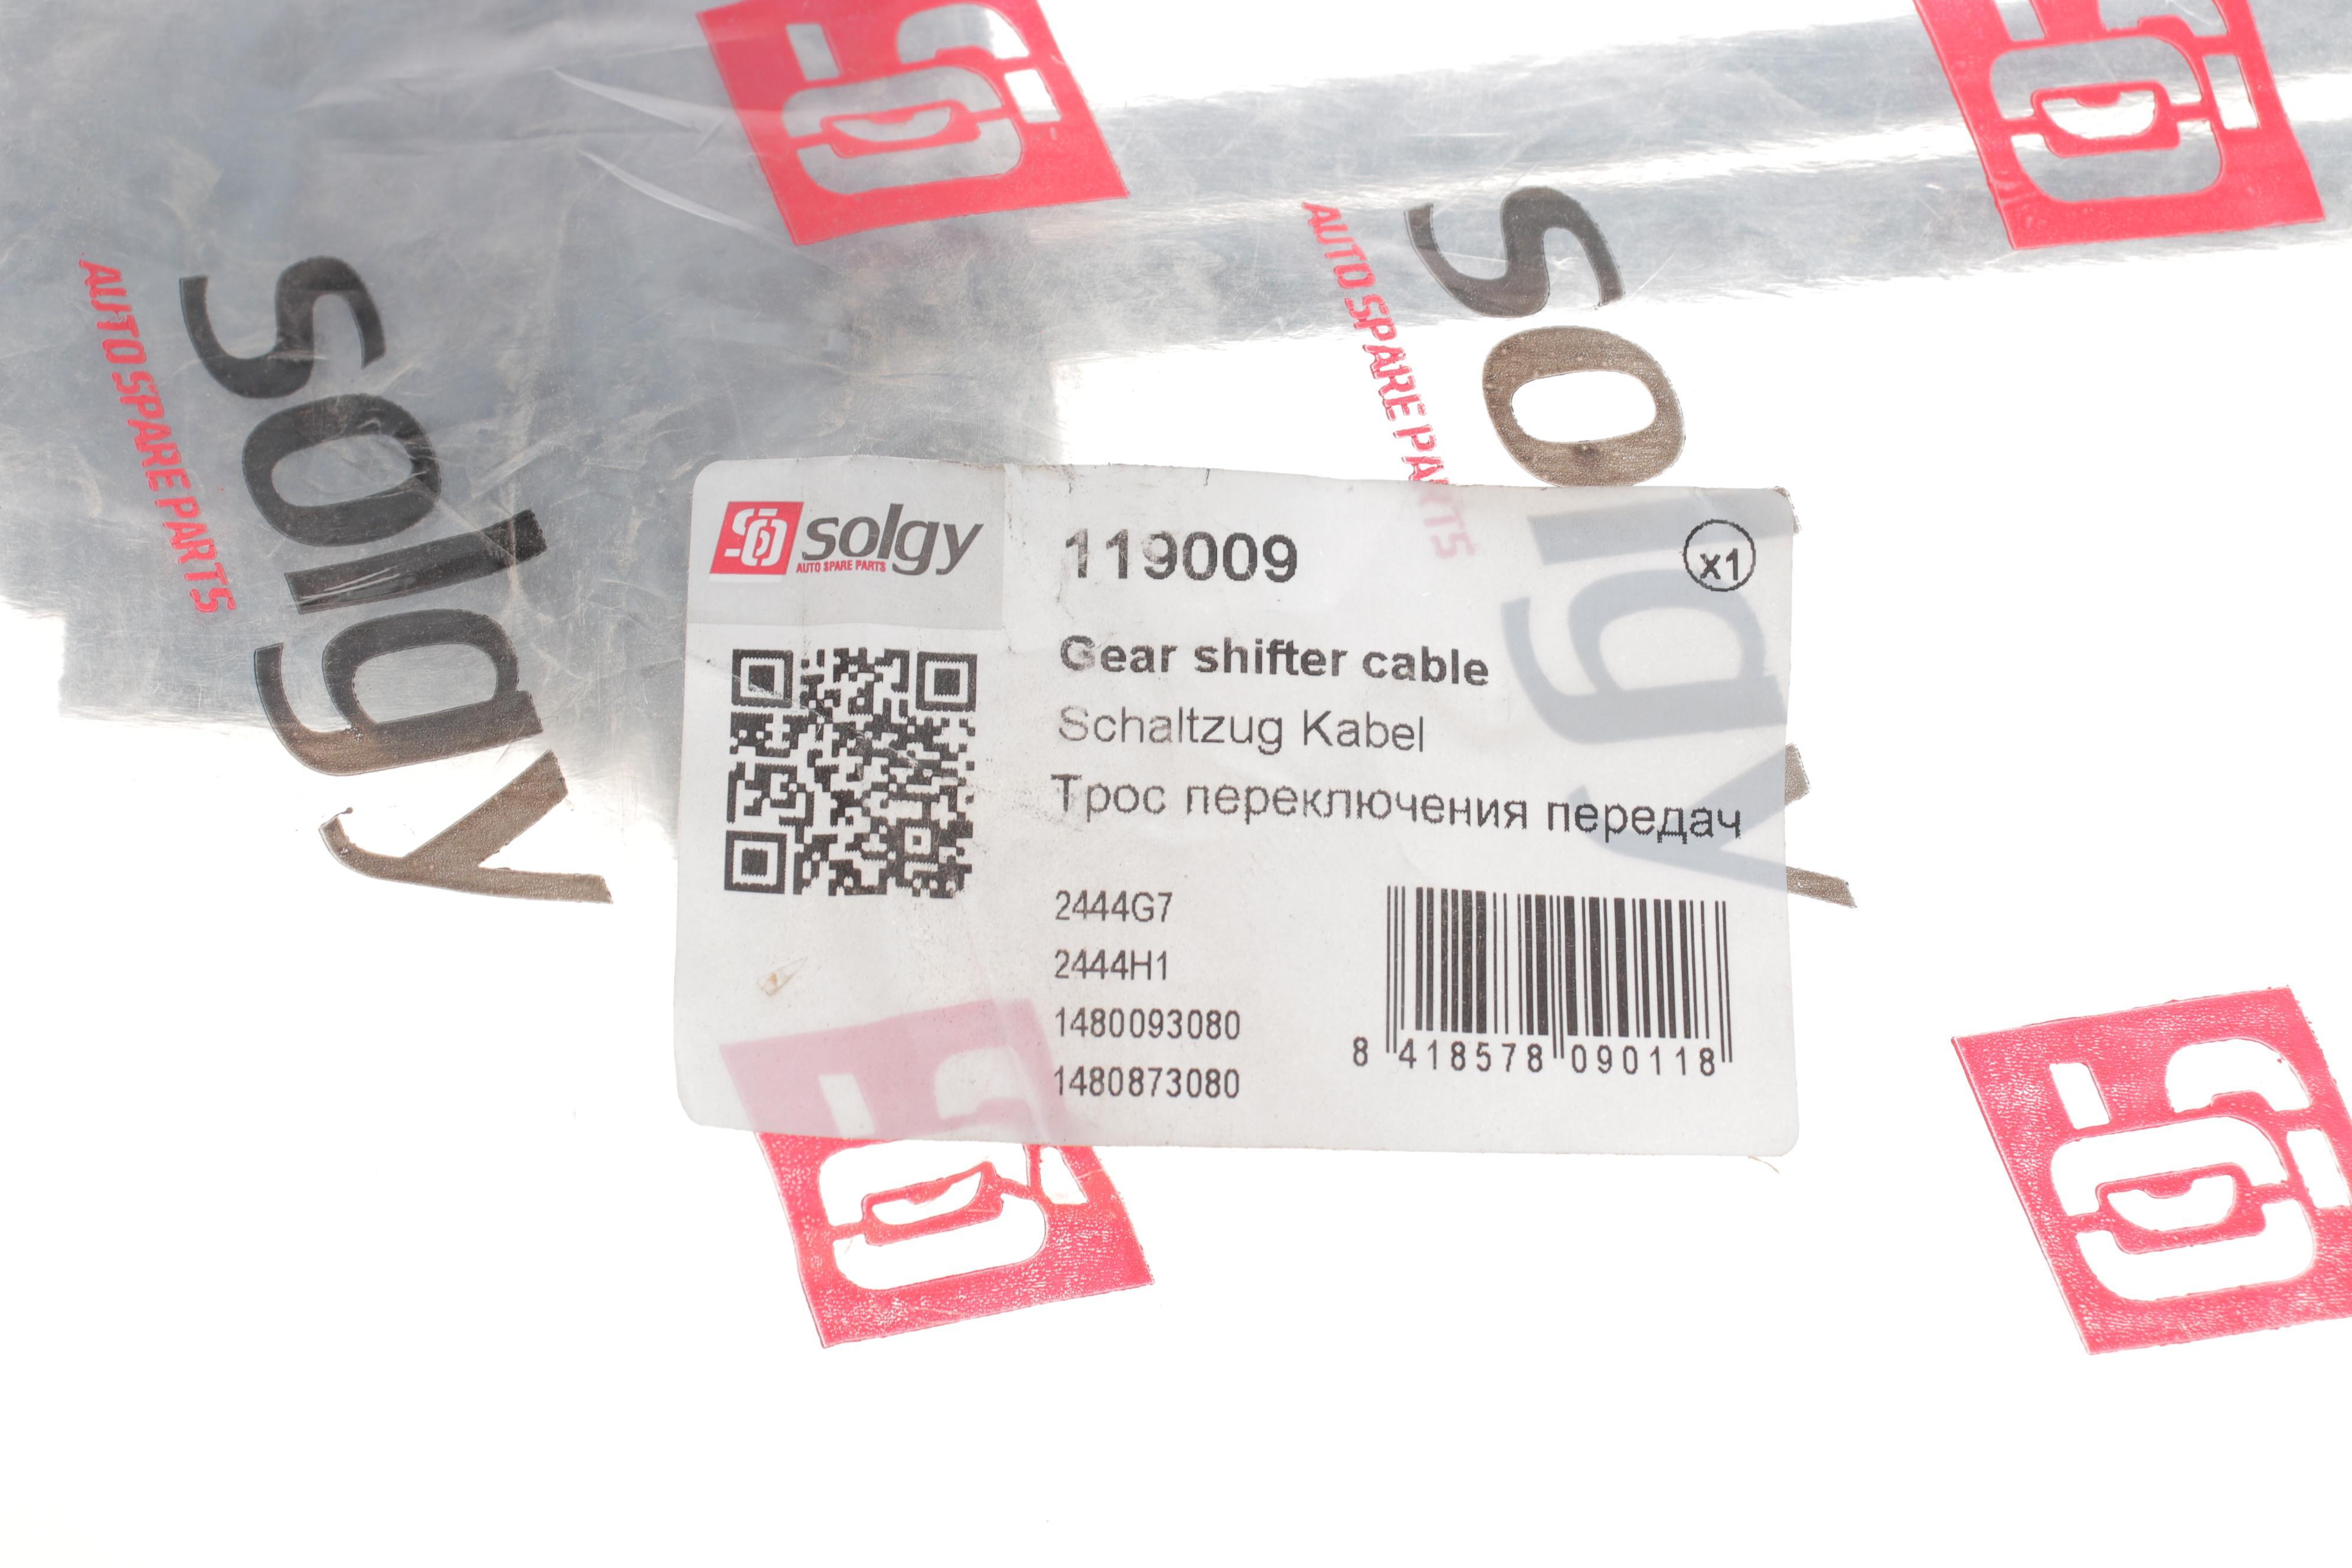 solgy
AUTO SPARE PARTS
solgy
AUTO SPARE PARTS
solgy
AUTO SPARE PARTS
119009
x1
Gear shifter cable
Schaltzug Kabel
Трос переключения передач
2444G7
2444H1
1480093080
1480873080
8 418578 090118